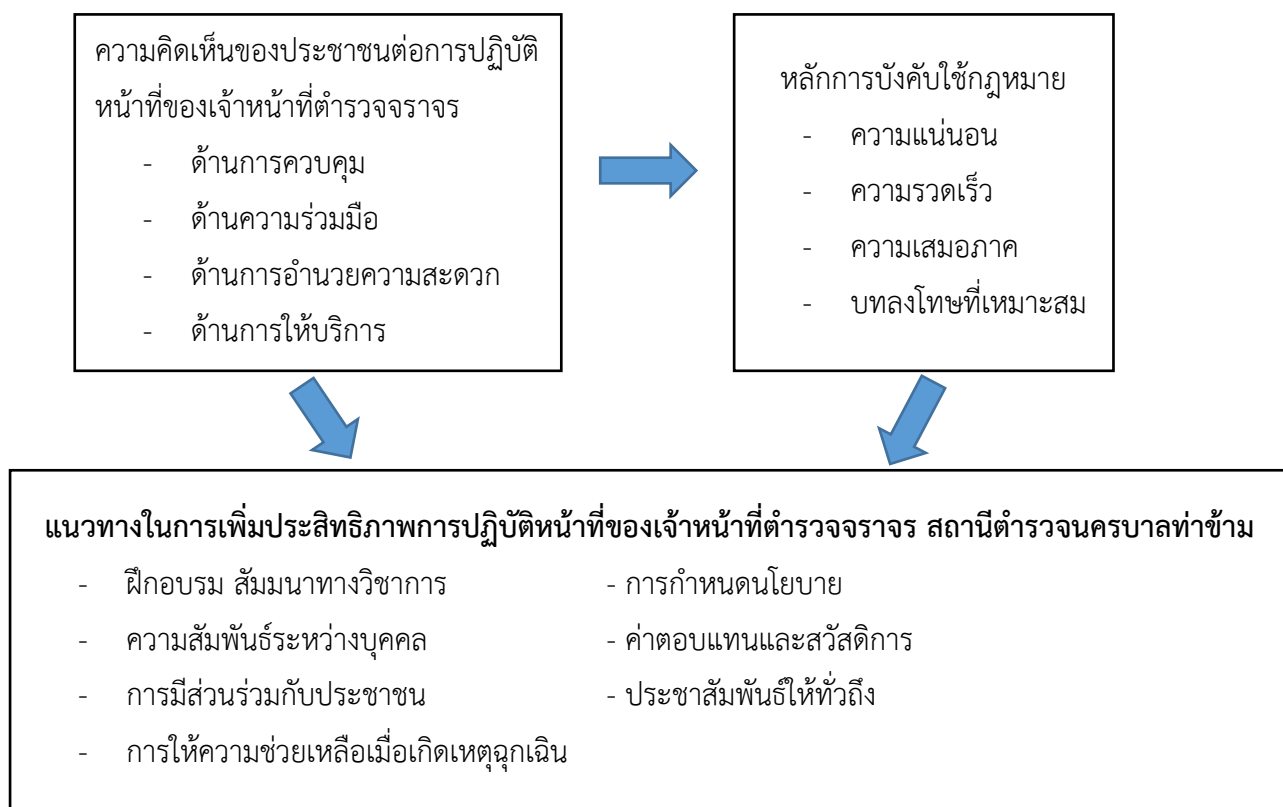 ความคิดเห็นของประชาชนต่อการปฏิบัติ
หน้าที่ของเจ้าหน้าที่ตำรวจจราจร
- ด้านการควบคุม
- ด้านความร่วมมือ
- ด้านการอำนวยความสะดวก
- ด้านการให้บริการ
หลักการบังคับใช้กฎหมาย
- ความแน่นอน
- ความรวดเร็ว
- ความเสมอภาค
- บทลงโทษที่เหมาะสม
แนวทางในการเพิ่มประสิทธิภาพการปฏิบัติหน้าที่ของเจ้าหน้าที่ตำรวจจราจร สถานีตำรวจนครบาลท่าข้าม
- ฝึกอบรม สัมมนาทางวิชาการ
- ความสัมพันธ์ระหว่างบุคคล
- การมีส่วนร่วมกับประชาชน
- การให้ความช่วยเหลือเมื่อเกิดเหตุฉุกเฉิน
- การกำหนดนโยบาย
- ค่าตอบแทนและสวัสดิการ
- ประชาสัมพันธ์ให้ทั่วถึง